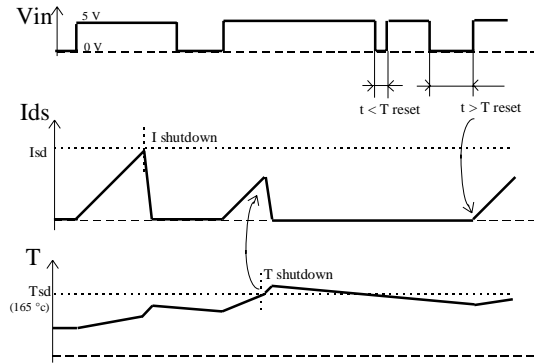 Vin
5 V
0 V
t < T reset
t > T reset
Ids
I shutdown
Isd
T
T shutdown
Tsd
(165 °c)